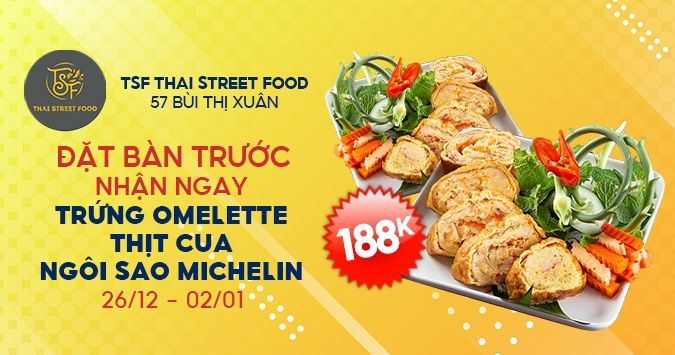 TSF
THAI STREET FOOD
TSF THAI STREET FOOD
57 BÙI THỊ XUÂN
ĐẶT BÀN TRƯỚC
NHẬN NGAY
TRỨNG OMELETTE
THỊT CUA
NGÔI SAO MICHELIN
26/12 - 02/01
188K